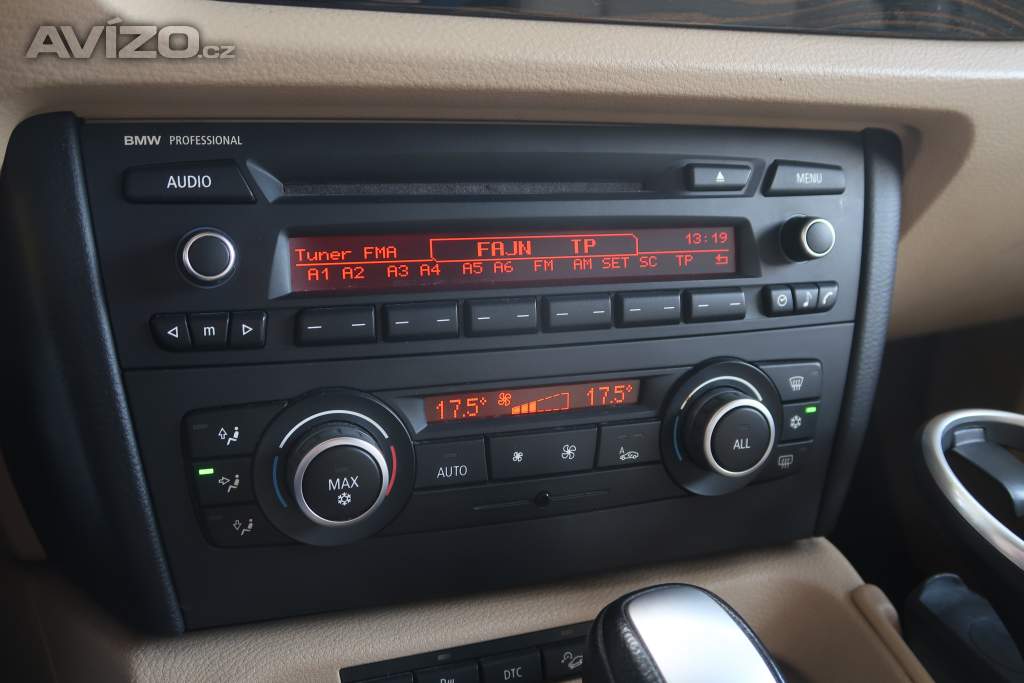 AVÍZO.cz
BMW PROFESSIONAL
AUDIO
MENU
FAJN TP 13:19
Tuner FMA
A1 A2 A3 A4 A5 A6 FM AM SET SC TP
m
17.5° 17.5°
MAX
AUTO
A
ALL
DTC